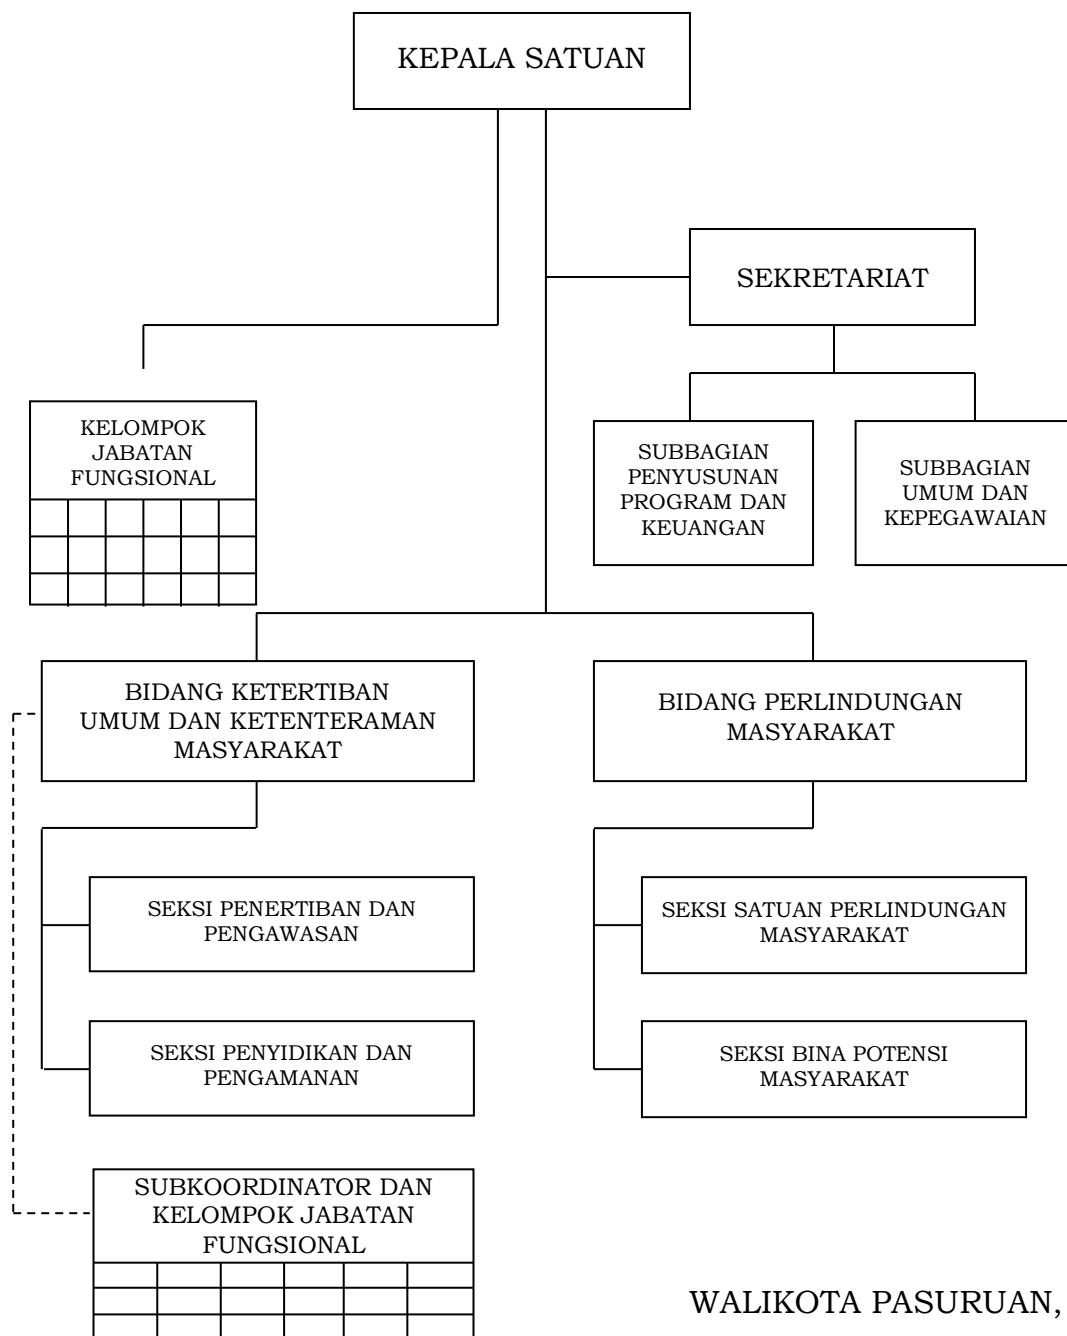 KEPALA SATUAN
SEKRETARIAT
KELOMPOK
JABATAN
FUNGSIONAL
SUBBAGIAN
PENYUSUNAN
PROGRAM DAN
KEUANGAN
SUBBAGIAN
UMUM DAN
KEPEGAWAIAN
BIDANG KETERTIBAN
UMUM DAN KETENTERAMAN
MASYARAKAT
BIDANG PERLINDUNGAN
MASYARAKAT
SEKSI PENERTIBAN DAN
PENGAWASAN
SEKSI SATUAN PERLINDUNGAN
MASYARAKAT
SEKSI PENYIDIKAN DAN
PENGAMANAN
SEKSI BINA POTENSI
MASYARAKAT
SUBKOORDINATOR DAN
KELOMPOK JABATAN
FUNGSIONAL
WALIKOTA PASURUAN,